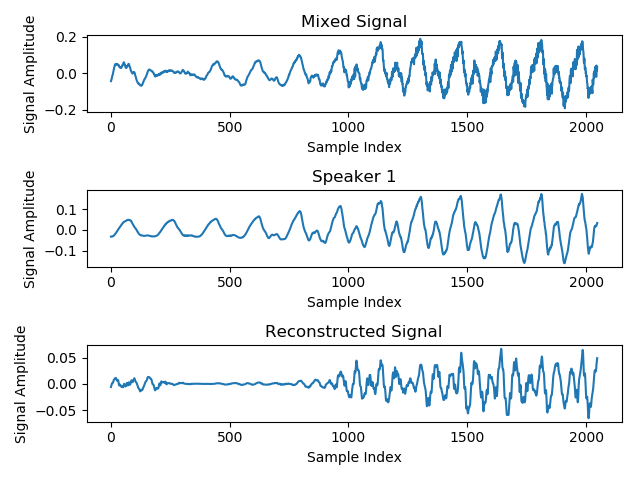 Mixed Signal
Signal Amplitude
0.2
0.0
−0.2
0 500 1000 1500 2000
Sample Index
Speaker 1
Signal Amplitude
0.1
0.0
−0.1
0 500 1000 1500 2000
Sample Index
Reconstructed Signal
Signal Amplitude
0.05
0.00
−0.05
0 500 1000 1500 2000
Sample Index